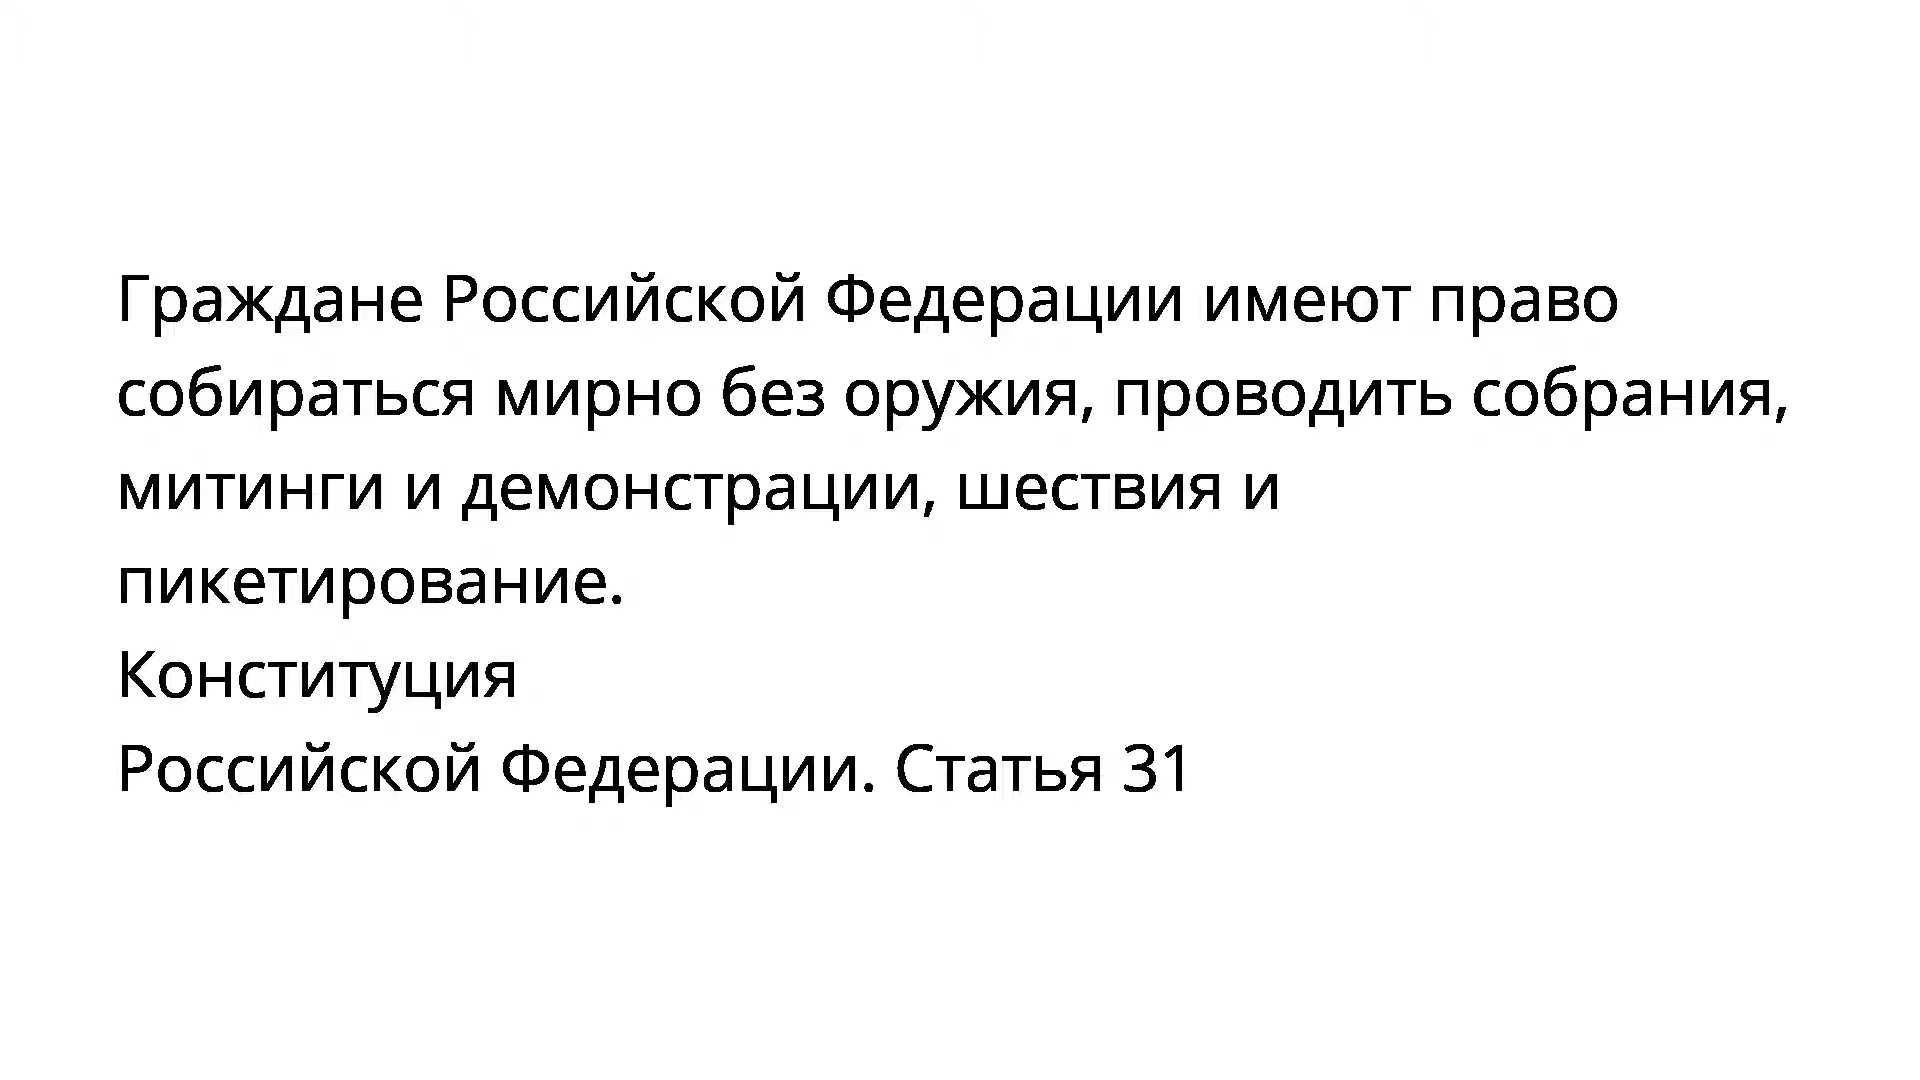 Граждане Российской Федерации имеют право
собираться мирно без оружия, проводить собрания,
митинги и демонстрации, шествия и
пикетирование.
Конституция
Российской Федерации. Статья 31